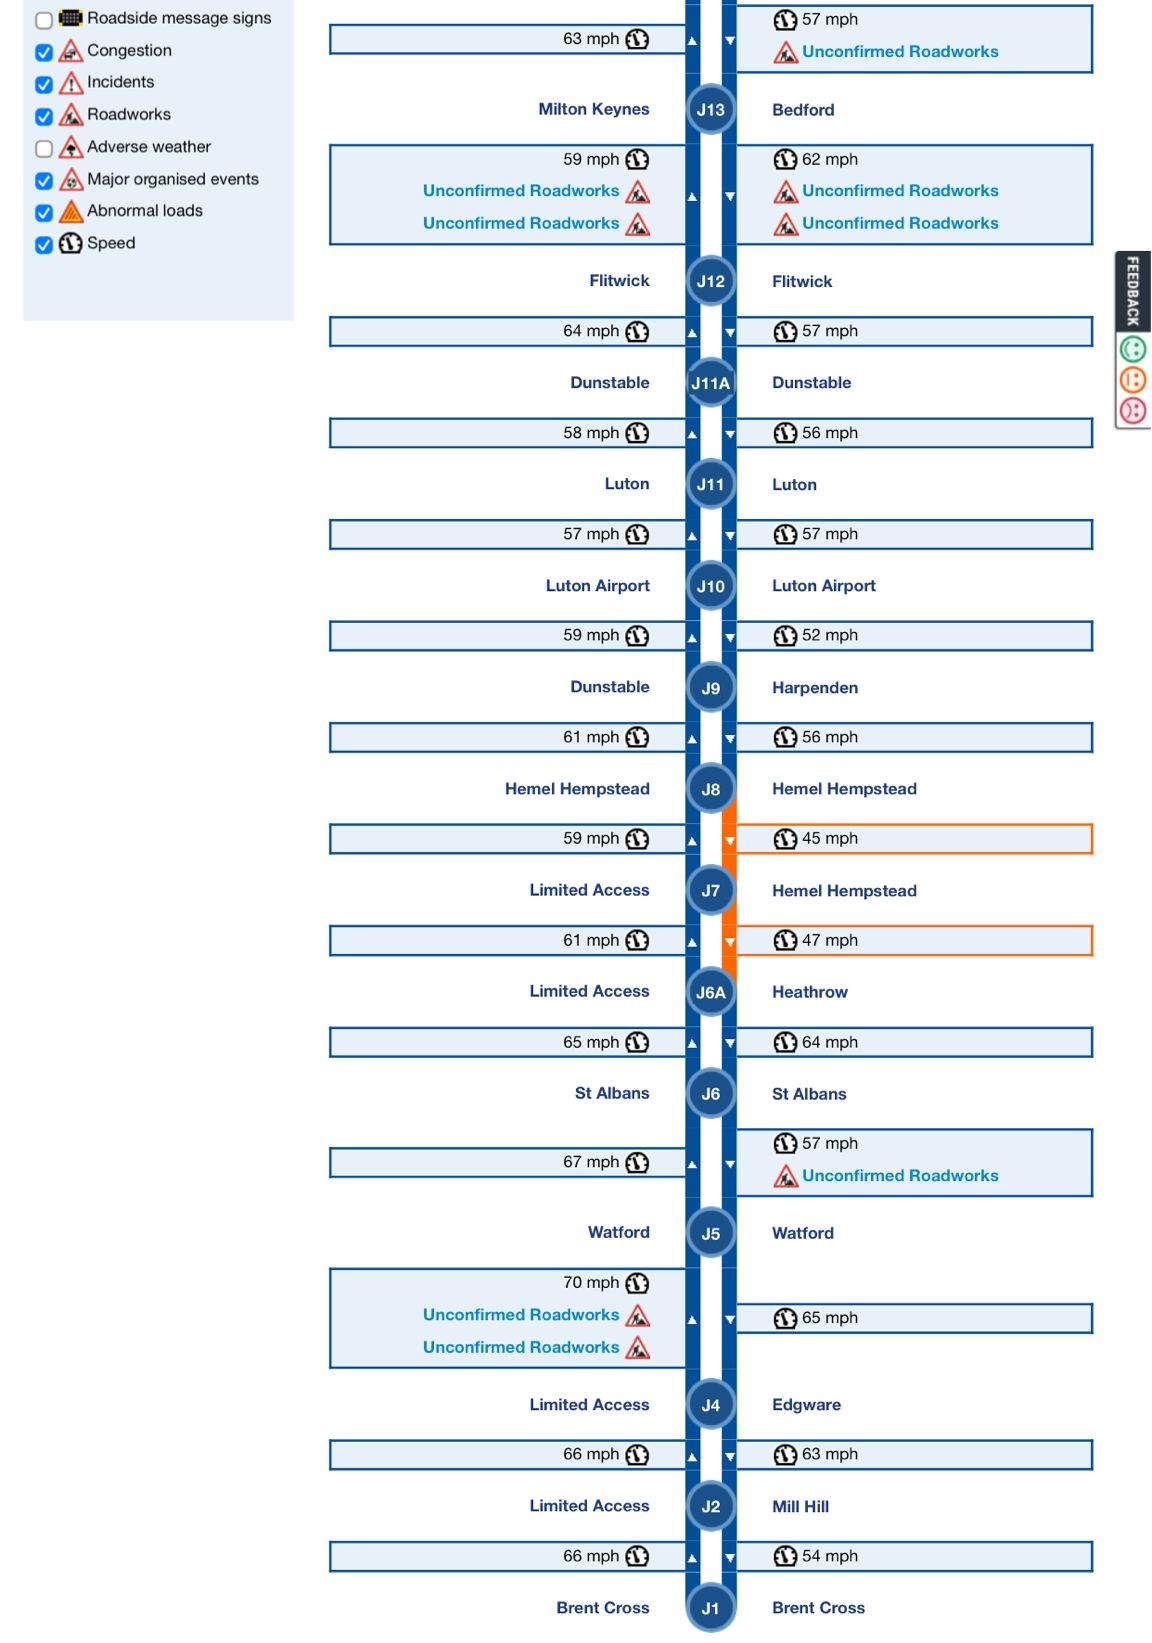 Roadside message signs
Congestion
Incidents
Roadworks
Adverse weather
Major organised events
Abnormal loads
Speed
63 mph
57 mph
Unconfirmed Roadworks
Milton Keynes J13 Bedford
59 mph
Unconfirmed Roadworks
Unconfirmed Roadworks
62 mph
Unconfirmed Roadworks
Unconfirmed Roadworks
Flitwick J12 Flitwick
64 mph 57 mph
Dunstable J11A Dunstable
58 mph 56 mph
Luton J11 Luton
57 mph 57 mph
Luton Airport J10 Luton Airport
59 mph 52 mph
Dunstable J9 Harpenden
61 mph 56 mph
Hemel Hempstead J8 Hemel Hempstead
59 mph 45 mph
Limited Access J7 Hemel Hempstead
61 mph 47 mph
Limited Access J6A Heathrow
65 mph 64 mph
St Albans J6 St Albans
67 mph
57 mph
Unconfirmed Roadworks
Watford J5 Watford
70 mph
Unconfirmed Roadworks
Unconfirmed Roadworks
65 mph
Limited Access J4 Edgware
66 mph 63 mph
Limited Access J2 Mill Hill
66 mph 54 mph
Brent Cross J1 Brent Cross
FEEDBACK